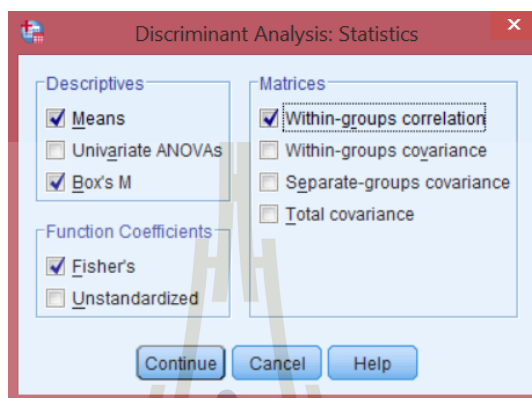 Discriminant Analysis: Statistics
Descriptives
Means
Univariate ANOVAs
Box's M
Function Coefficients
Fisher's
Unstandardized
Matrices
Within-groups correlation
Within-groups covariance
Separate-groups covariance
Total covariance
Continue Cancel Help